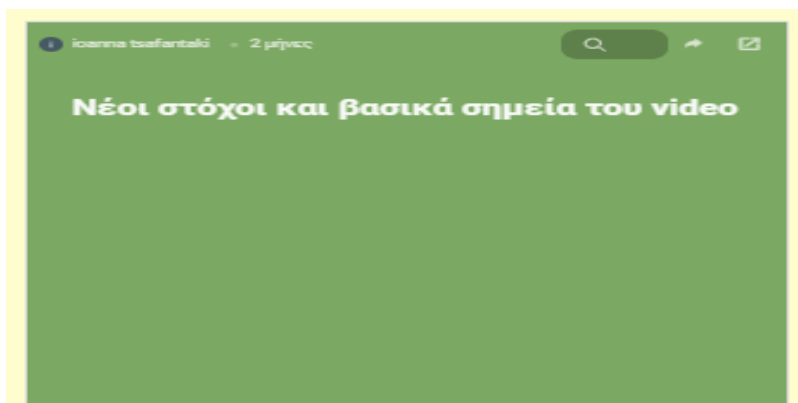 i ioanna tsafantaki • 2 μήνες
Νέοι στόχοι και βασικά σημεία του video